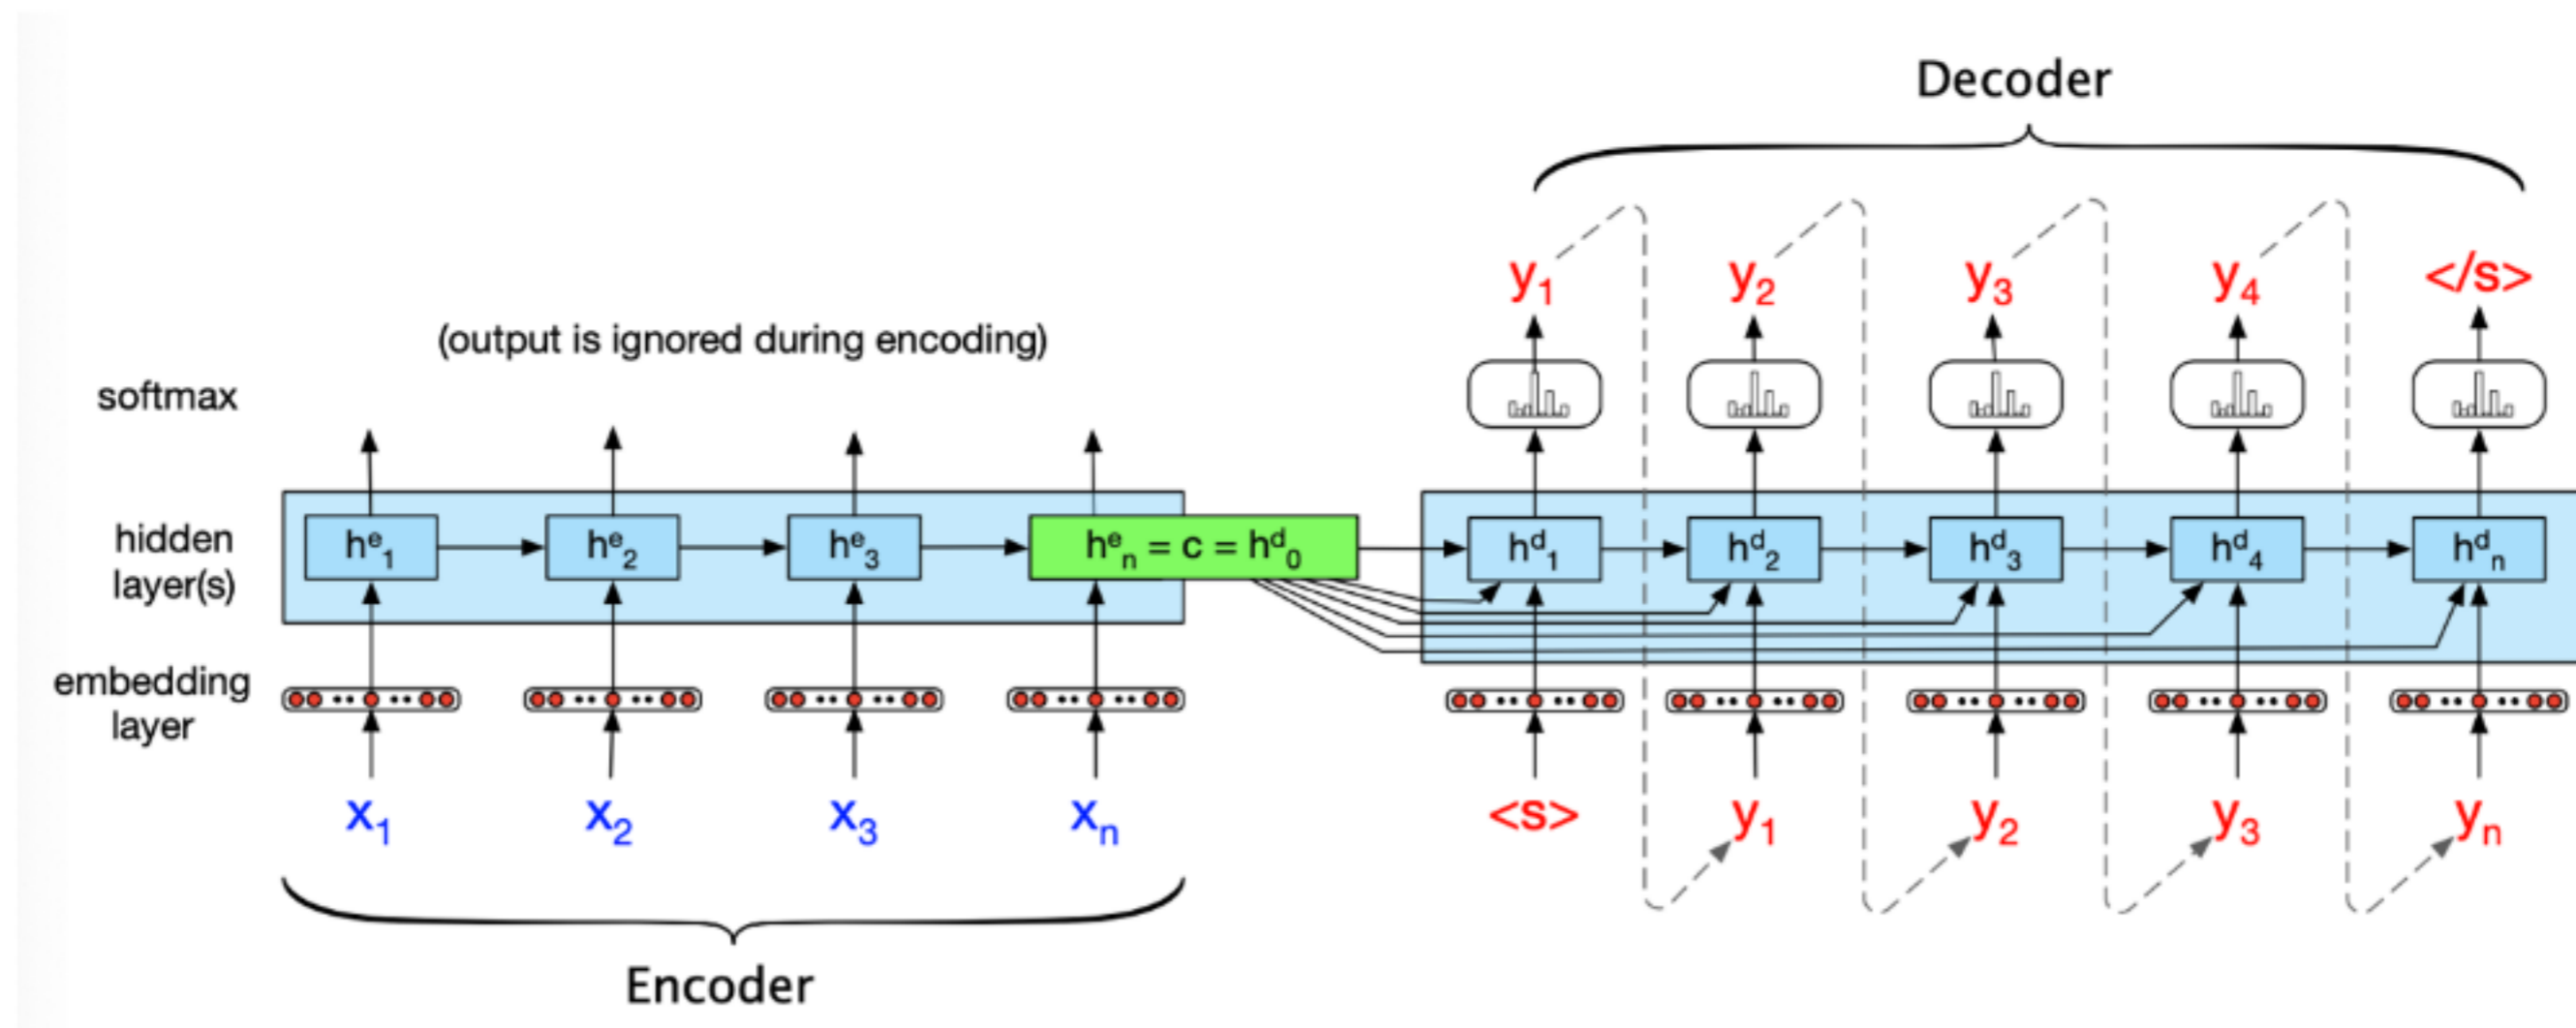 Decoder
y₁ y₂ y₃ y₄ </s>
(output is ignored during encoding)
softmax
hidden
layer(s)
hᵉ₁ hᵉ₂ hᵉ₃ hᵉₙ = c = hᵈ₀ hᵈ₁ hᵈ₂ hᵈ₃ hᵈ₄ hᵈₙ
embedding
layer
x₁ x₂ x₃ xₙ <s> y₁ y₂ y₃ yₙ
Encoder